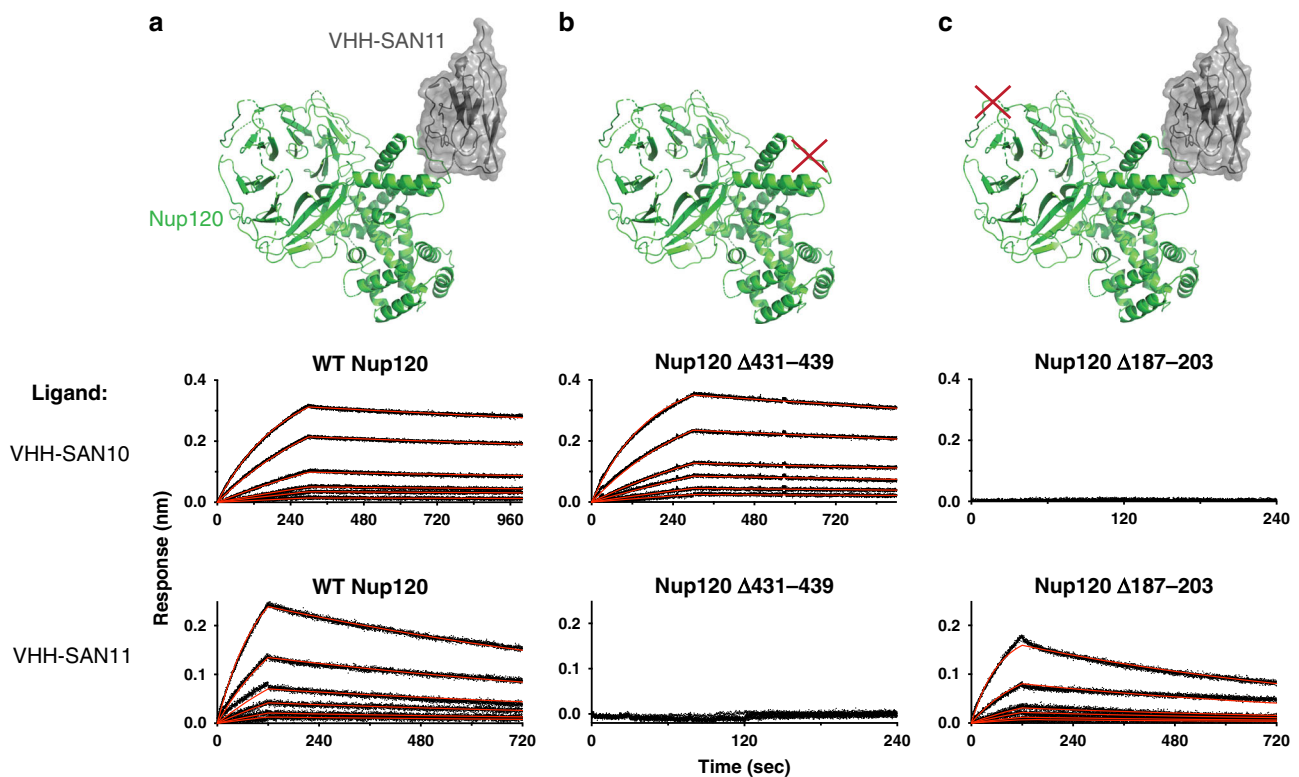 a
b
c
VHH-SAN11
Nup120
Ligand:
VHH-SAN10
VHH-SAN11
Response (nm)
WT Nup120
0.4
0.2
0.0
0 240 480 720 960
Nup120 Δ431–439
0.4
0.2
0.0
0 240 480 720
Nup120 Δ187–203
0.4
0.2
0.0
0 120 240
WT Nup120
0.2
0.1
0.0
0 240 480 720
Nup120 Δ431–439
0.2
0.1
0.0
0 120 240
Nup120 Δ187–203
0.2
0.1
0.0
0 240 480 720
Time (sec)